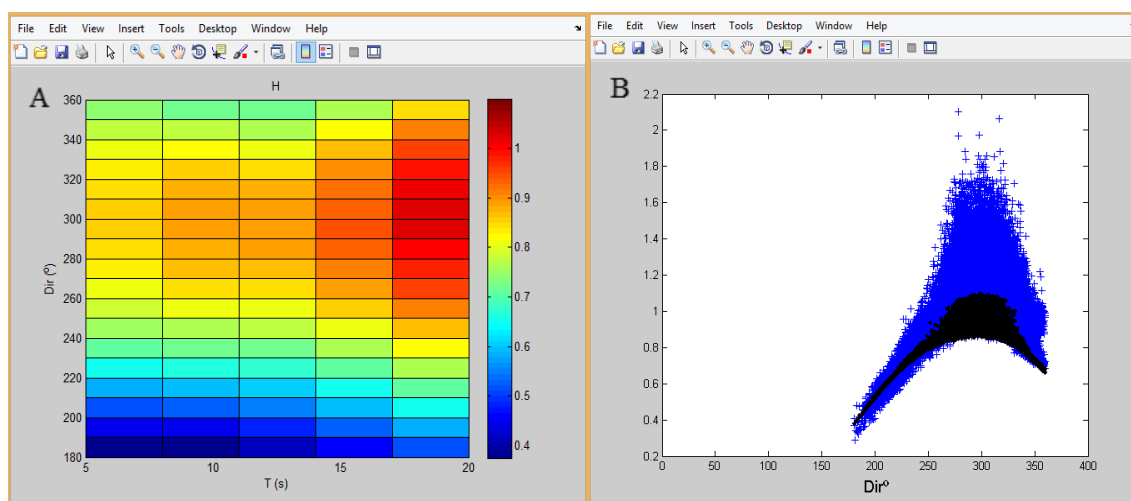 File Edit View Insert Tools Desktop Window Help
A
H
360
340
320
300
280
260
240
220
200
180
Dir (º)
5 10 15 20
T (s)
1
0.9
0.8
0.7
0.6
0.5
0.4
File Edit View Insert Tools Desktop Window Help
B
2.2
2
1.8
1.6
1.4
1.2
1
0.8
0.6
0.4
0.2
0 50 100 150 200 250 300 350 400
Dirº